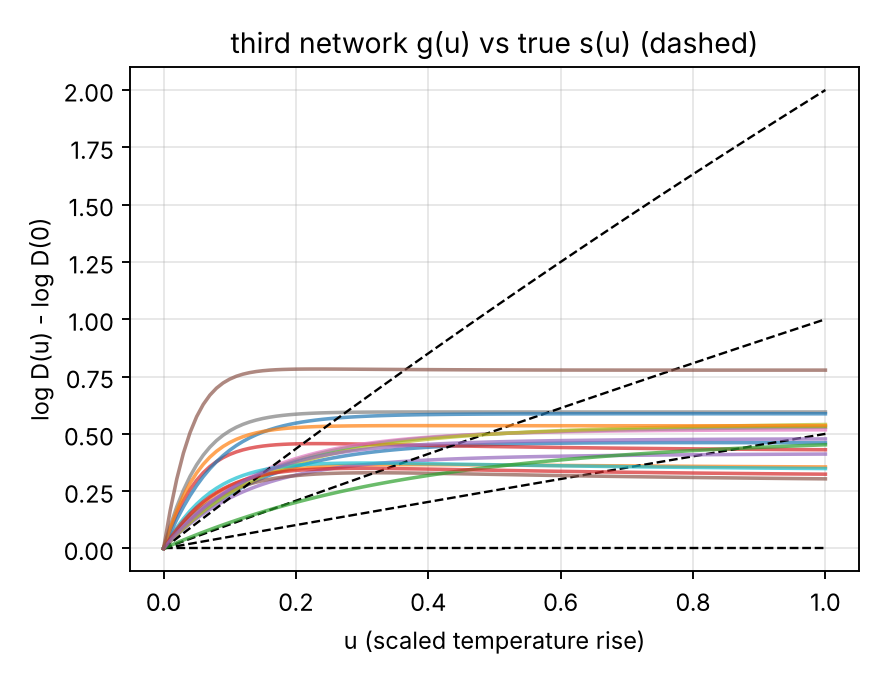 third network g(u) vs true s(u) (dashed)
2.00
1.75
1.50
1.25
1.00
0.75
0.50
0.25
0.00
log D(u) - log D(0)
0.0 0.2 0.4 0.6 0.8 1.0
u (scaled temperature rise)